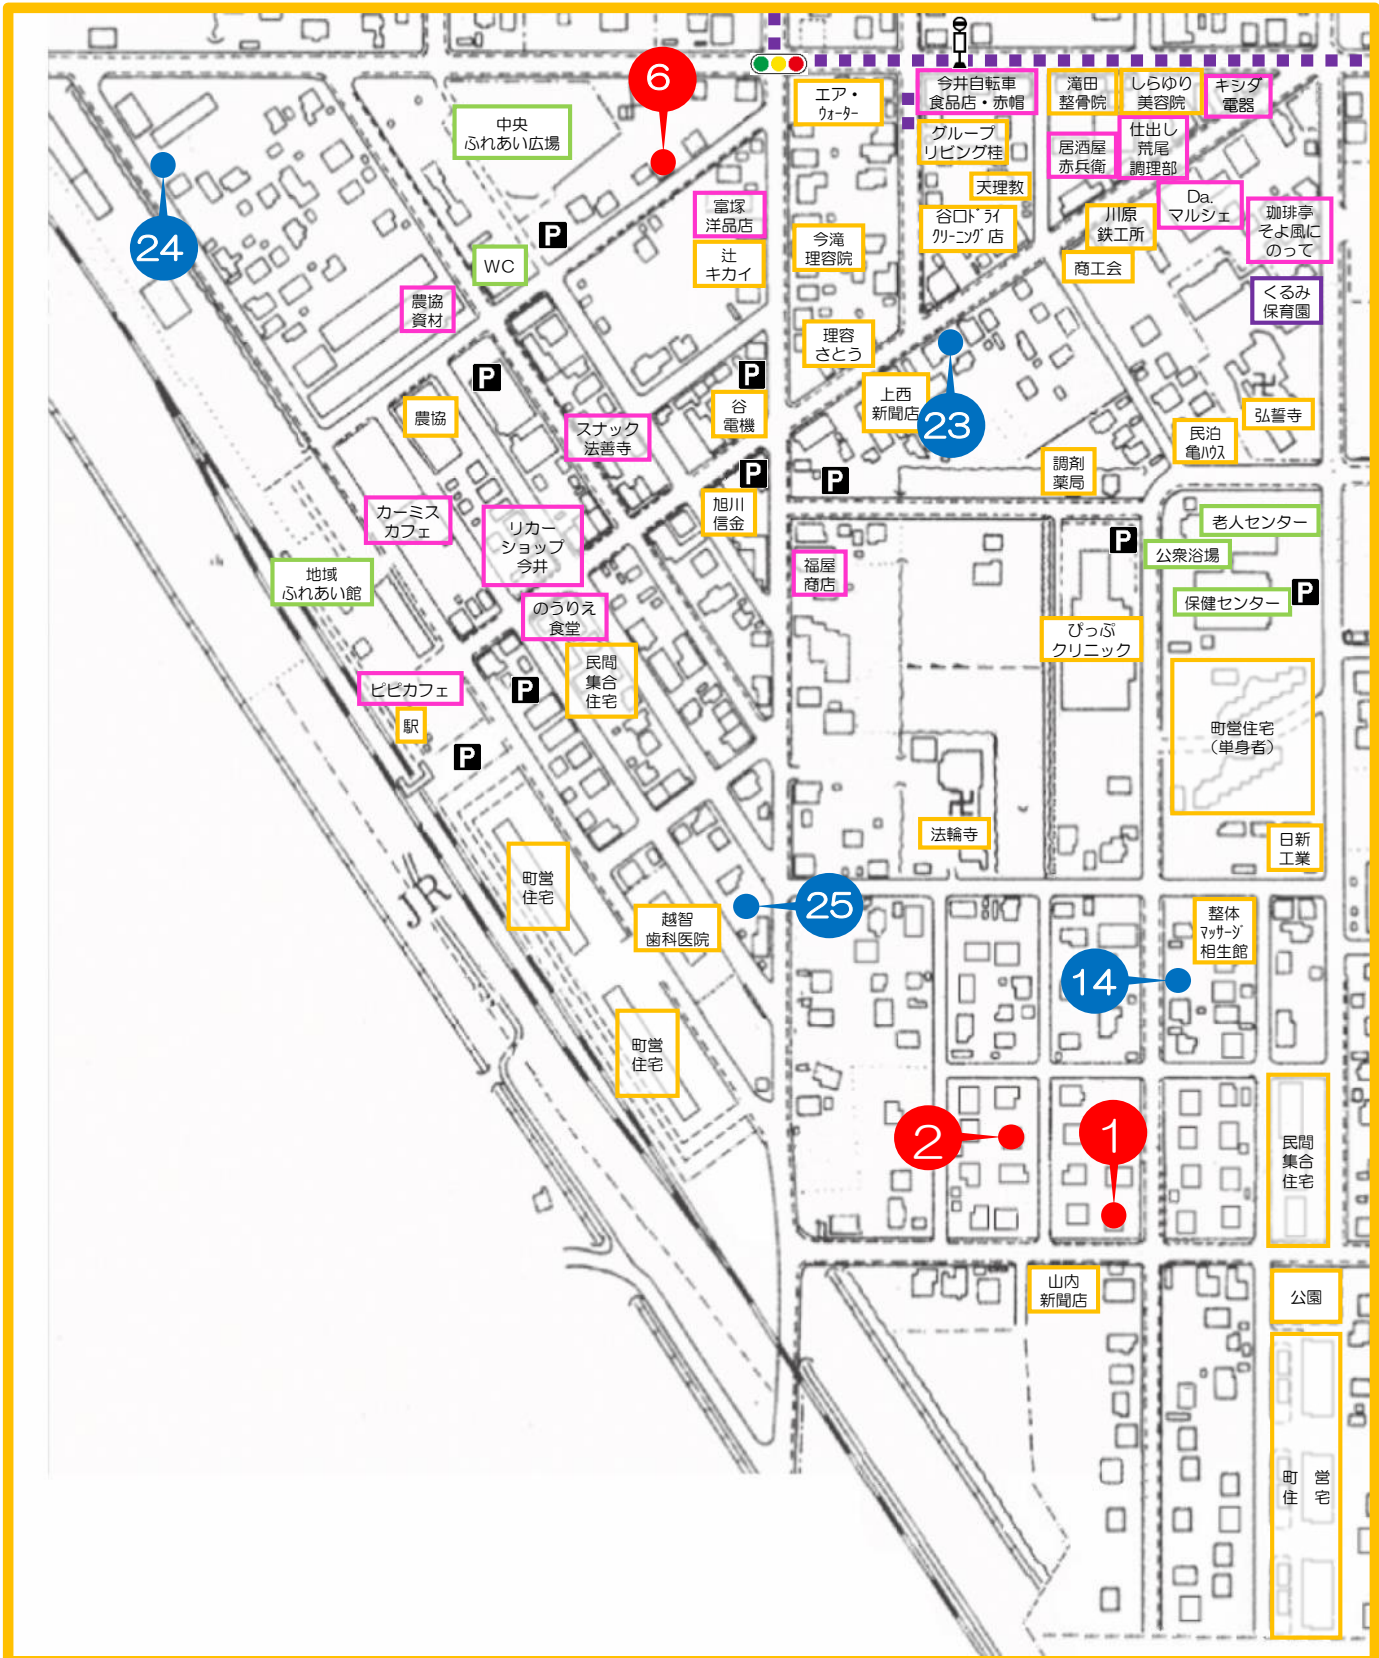 6
中央
ふれあい広場
エア・
ウォーター
今井自転車
食品店・赤帽
滝田
整骨院
しらゆり
美容院
キシダ
電器
グループ
リビング桂
居酒屋
赤兵衛
仕出し
荒尾
調理部
天理教
24
富塚
洋品店
Da.
マルシェ
谷口ドライ
クリーニング店
川原
鉄工所
珈琲亭
そよ風に
のって
P
WC
辻
キカイ
今滝
理容院
商工会
農協
資材
くるみ
保育園
理容
さとう
P
P
谷
電機
上西
新聞店
23
農協
スナック
法善寺
弘誓寺
民泊
亀ハウス
調剤
薬局
P
P
旭川
信金
カーミス
カフェ
リカー
ショップ
今井
老人センター
P
公衆浴場
地域
ふれあい館
福屋
商店
保健センター
P
のうりえ
食堂
ぴっぷ
クリニック
民間
集合
住宅
ピピカフェ
P
駅
P
町営住宅
（単身者）
法輪寺
日新
工業
町営
住宅
JR
25
越智
歯科医院
整体
マッサージ
相生館
14
町営
住宅
2
1
民間
集合
住宅
山内
新聞店
公園
町 営
住 宅